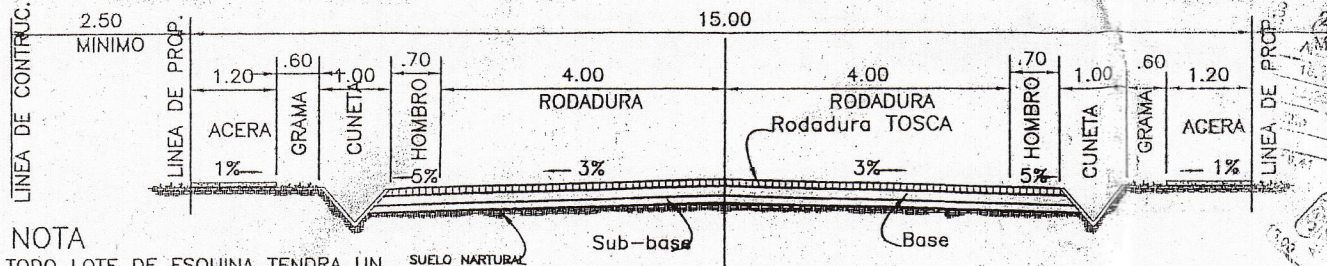 LINEA DE CONTRUC.
2.50
MINIMO
LINEA DE PROP.
15.00
1.20
.60
1.00
.70
4.00
4.00
.70
1.00
.60
1.20
ACERA
GRAMA
CUNETA
HOMBRO
RODADURA
RODADURA
HOMBRO
CUNETA
GRAMA
ACERA
LINEA DE PROP.
Rodadura TOSCA
1%
5%
3%
3%
5%
1%
Sub-base
Base
NOTA
TODO LOTE DE ESQUINA TENDRA UN
SUELO NARTURAL